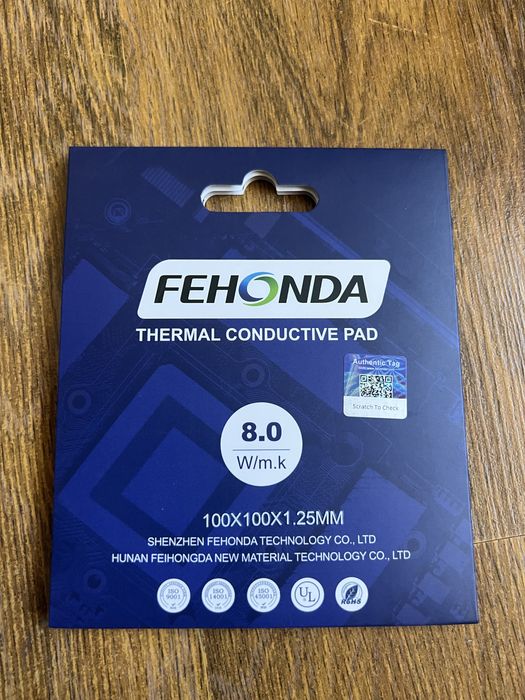 FEHONDA
THERMAL CONDUCTIVE PAD
Authentic Tag
Scratch To Check
8.0
W/m.k
100X100X1.25MM
SHENZHEN FEHONDA TECHNOLOGY CO., LTD
HUNAN FEIHONGDA NEW MATERIAL TECHNOLOGY CO., LTD
ISO 9001
ISO 14001
ISO 45001
UL
RoHS